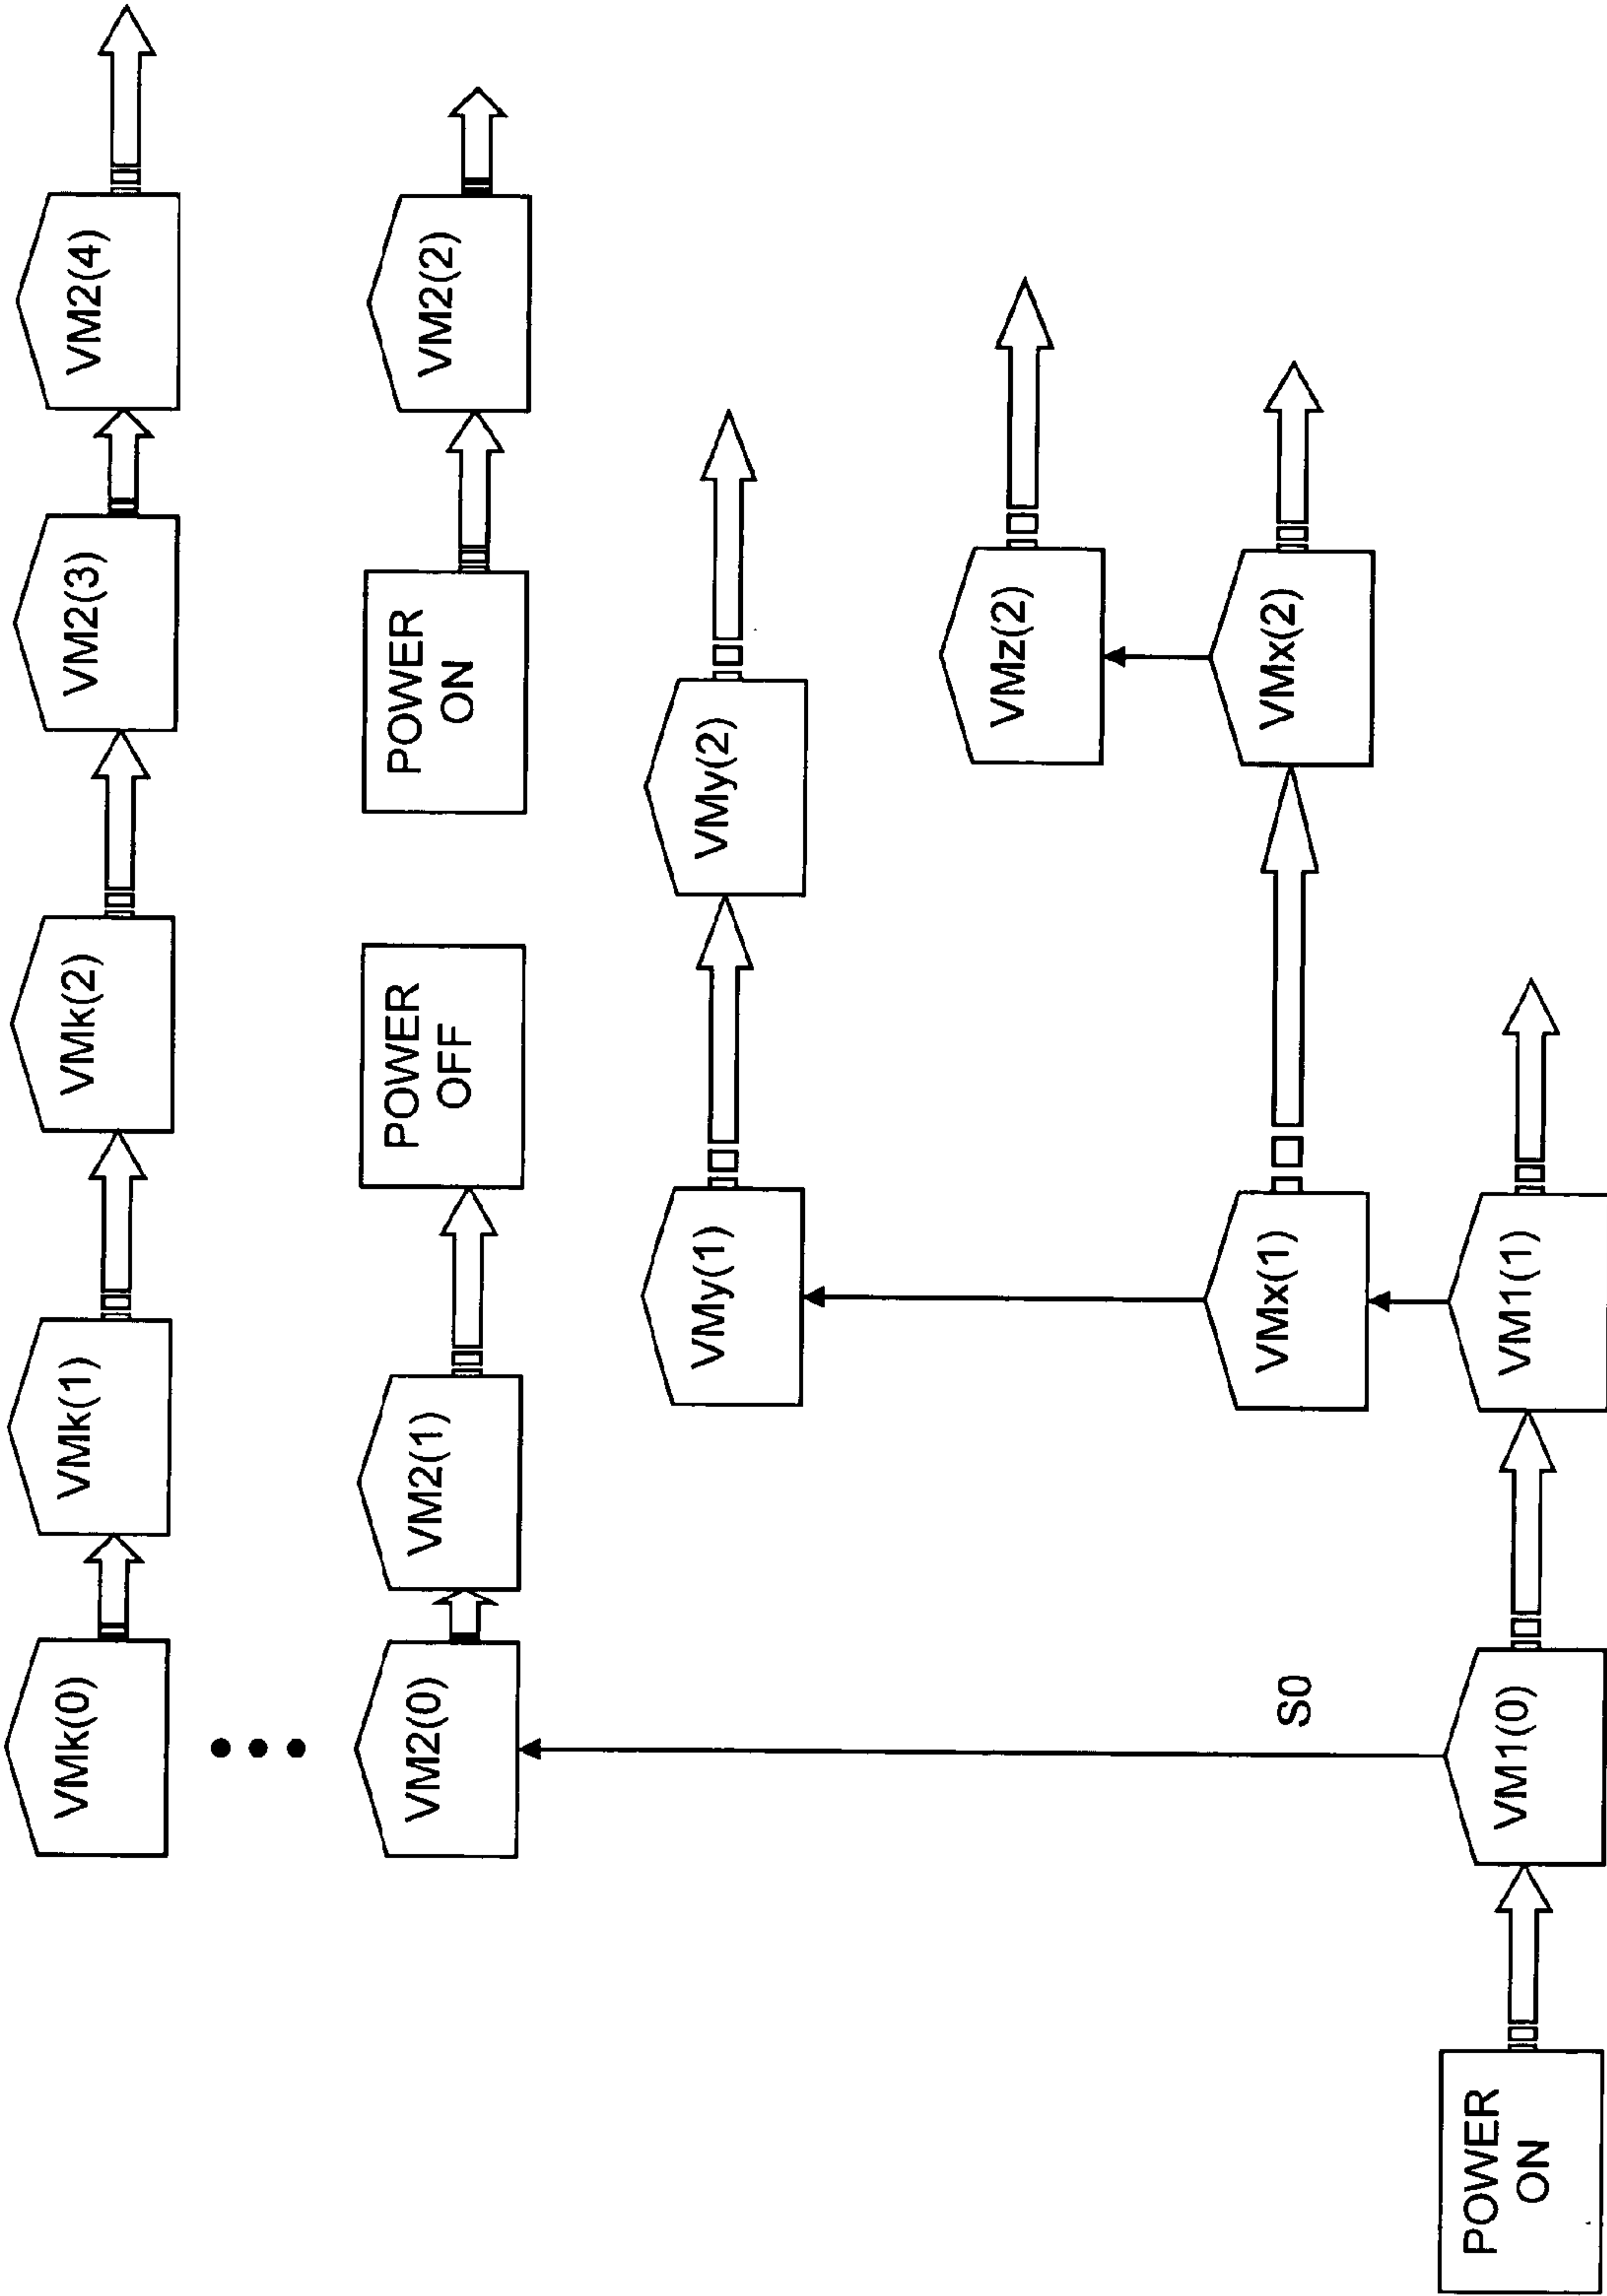 VMk(0)
VMk(1)
VMk(2)
VM2(3)
VM2(4)
VM2(0)
VM2(1)
POWER
OFF
POWER
ON
VM2(2)
VMy(1)
VMy(2)
VMz(2)
S0
VMx(1)
VMx(2)
POWER
ON
VM1(0)
VM1(1)